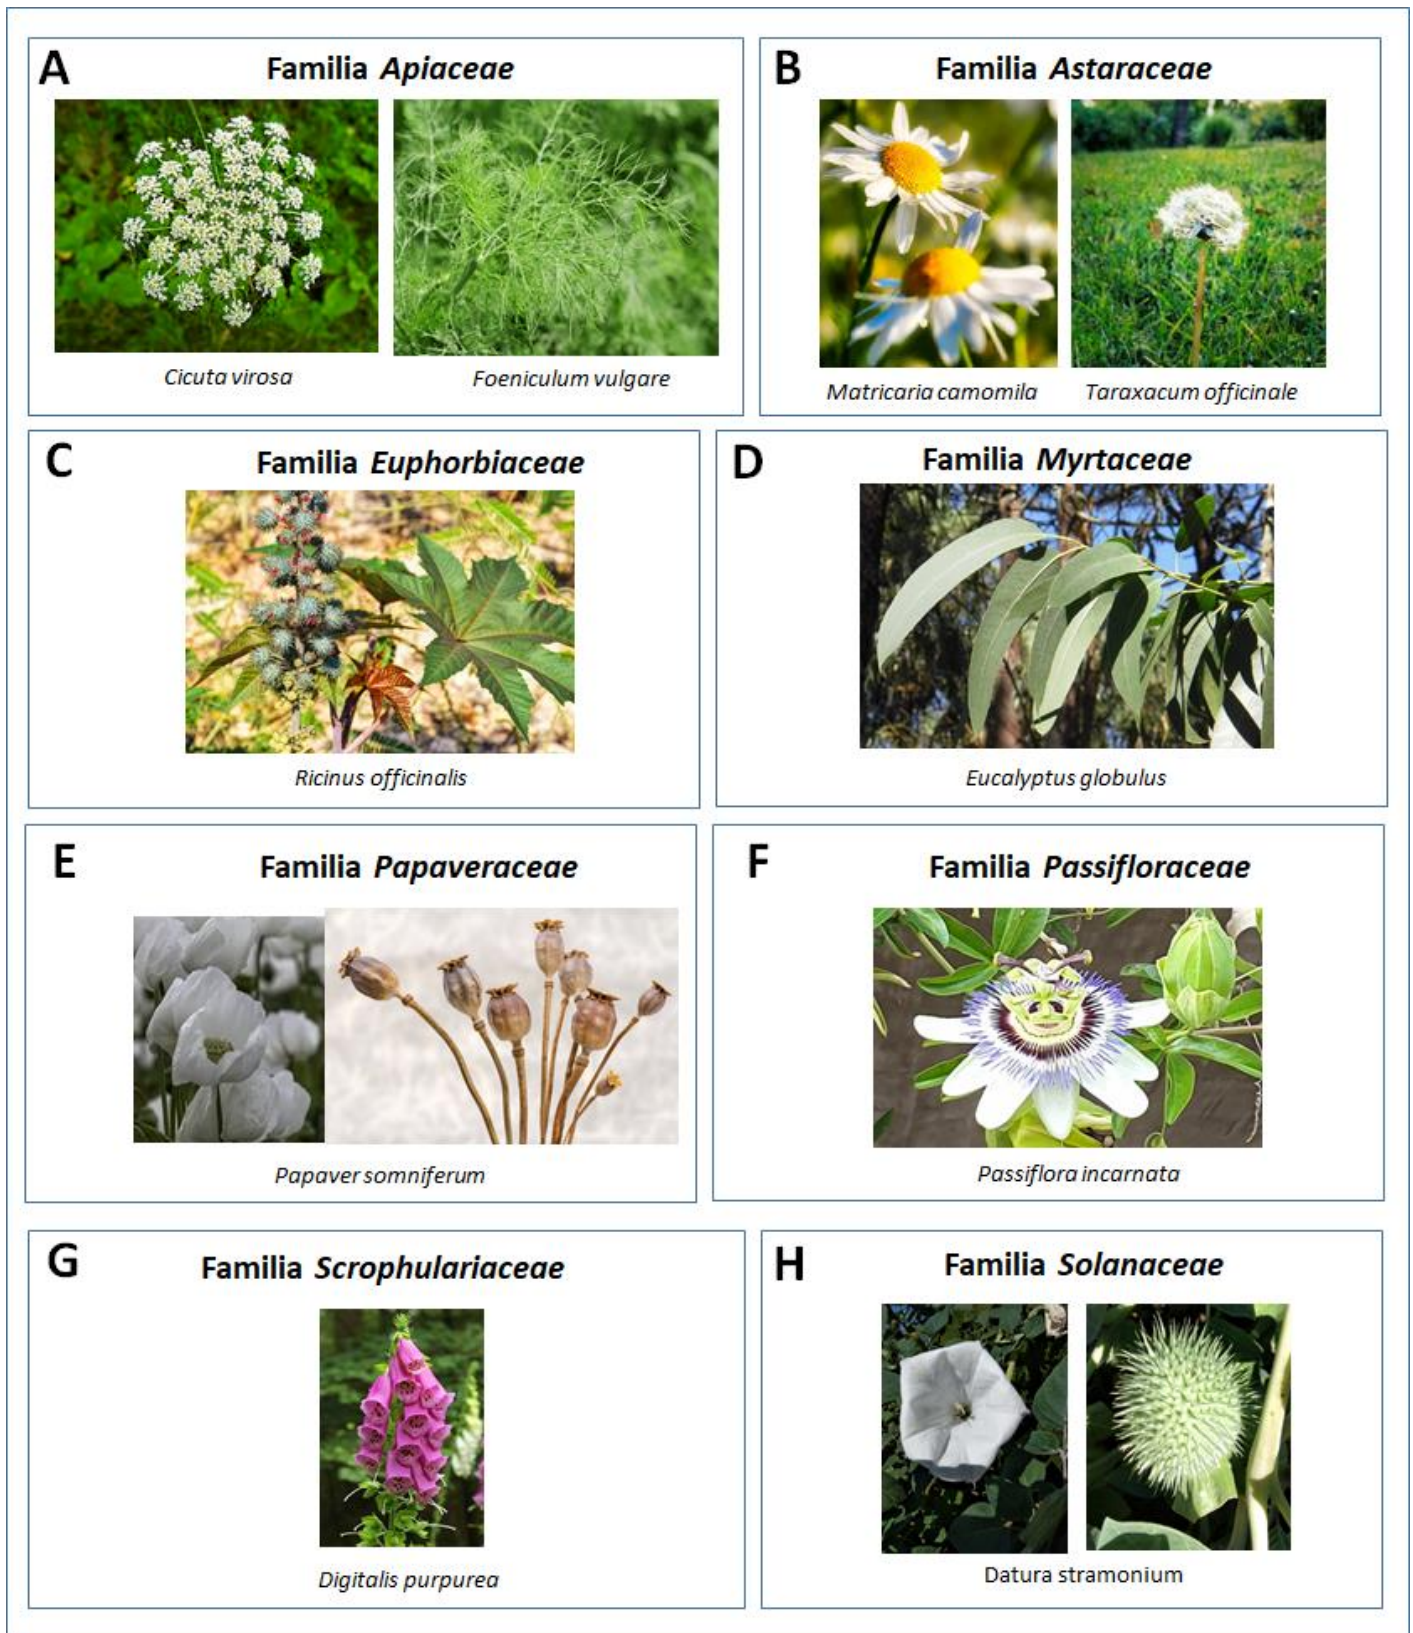 A
Familia Apiaceae
Cicuta virosa
Foeniculum vulgare
B
Familia Astaraceae
Matricaria camomila
Taraxacum officinale
C
Familia Euphorbiaceae
Ricinus officinalis
D
Familia Myrtaceae
Eucalyptus globulus
E
Familia Papaveraceae
Papaver somniferum
F
Familia Passifloraceae
Passiflora incarnata
G
Familia Scrophulariaceae
Digitalis purpurea
H
Familia Solanaceae
Datura stramonium